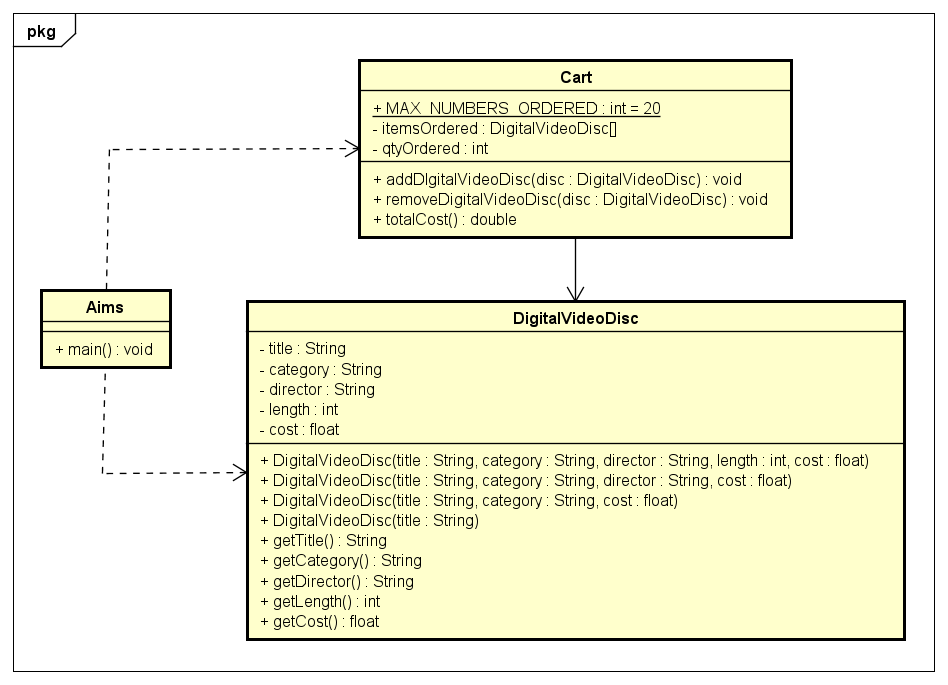 pkg
Cart
+ MAX_NUMBERS_ORDERED : int = 20
- itemsOrdered : DigitalVideoDisc[]
- qtyOrdered : int
+ addDIgitalVideoDisc(disc : DigitalVideoDisc) : void
+ removeDigitalVideoDisc(disc : DigitalVideoDisc) : void
+ totalCost() : double
Aims
+ main() : void
DigitalVideoDisc
- title : String
- category : String
- director : String
- length : int
- cost : float
+ DigitalVideoDisc(title : String, category : String, director : String, length : int, cost : float)
+ DigitalVideoDisc(title : String, category : String, director : String, cost : float)
+ DigitalVideoDisc(title : String, category : String, cost : float)
+ DigitalVideoDisc(title : String)
+ getTitle() : String
+ getCategory() : String
+ getDirector() : String
+ getLength() : int
+ getCost() : float